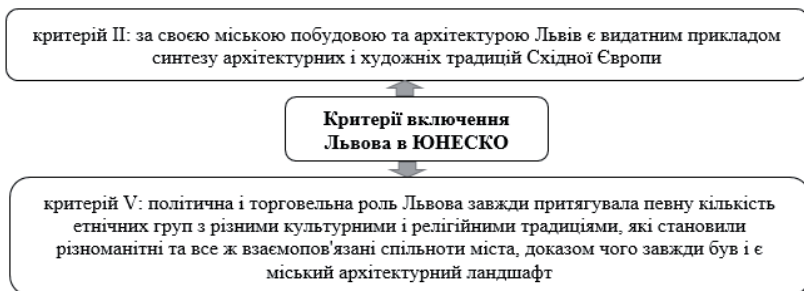 критерій II: за своєю міською побудовою та архітектурою Львів є видатним прикладом
синтезу архітектурних і художніх традицій Східної Європи
Критерії включення
Львова в ЮНЕСКО
критерій V: політична і торговельна роль Львова завжди притягувала певну кількість
етнічних груп з різними культурними і релігійними традиціями, які становили
різноманітні та все ж взаємопов'язані спільноти міста, доказом чого завжди був і є
міський архітектурний ландшафт